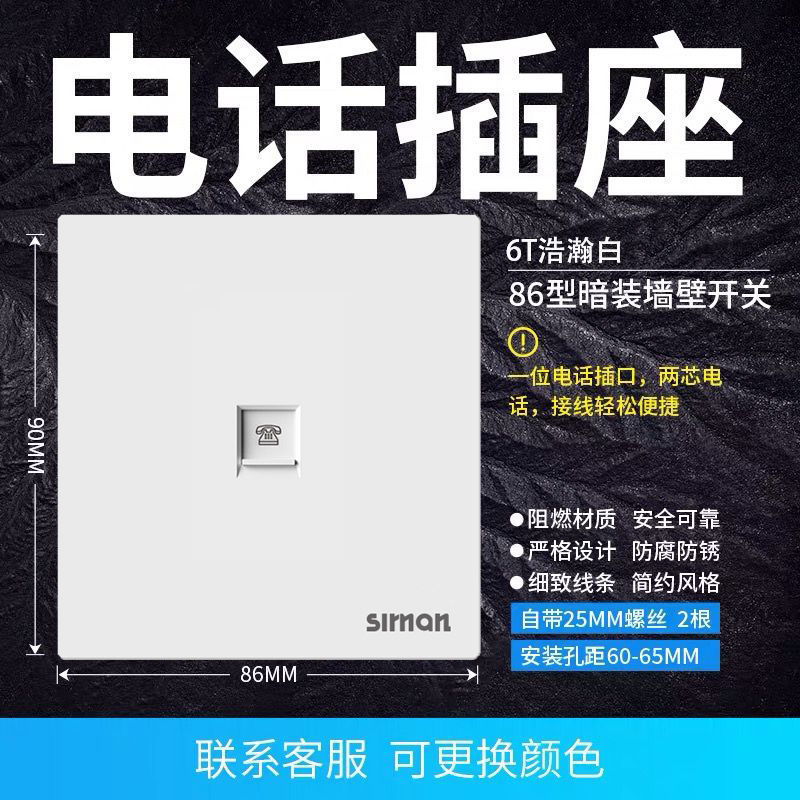 电话插座
6T浩瀚白
86型暗装墙壁开关
一位电话插口，两芯电
话，接线轻松便捷
90MM
阻燃材质 安全可靠
严格设计 防腐防锈
细致线条 简约风格
sirnan
自带25MM螺丝 2根
安装孔距60-65MM
86MM
联系客服 可更换颜色